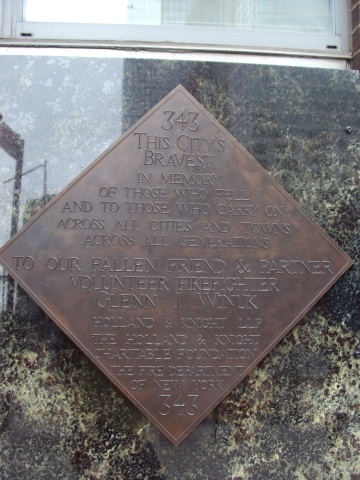 343
THIS CITY'S
BRAVEST
IN MEMORY
OF THOSE WHO FELL
AND TO THOSE WHO CARRY ON
ACROSS ALL CITIES AND TOWNS
ACROSS ALL GENERATIONS
TO OUR FALLEN FRIEND & PARTNER
VOLUNTEER FIREFIGHTER
GLENN J. WINUK
HOLLAND & KNIGHT LLP
THE HOLLAND & KNIGHT
CHARITABLE FOUNDATION
THE FIRE DEPARTMENT
OF NEW YORK
343